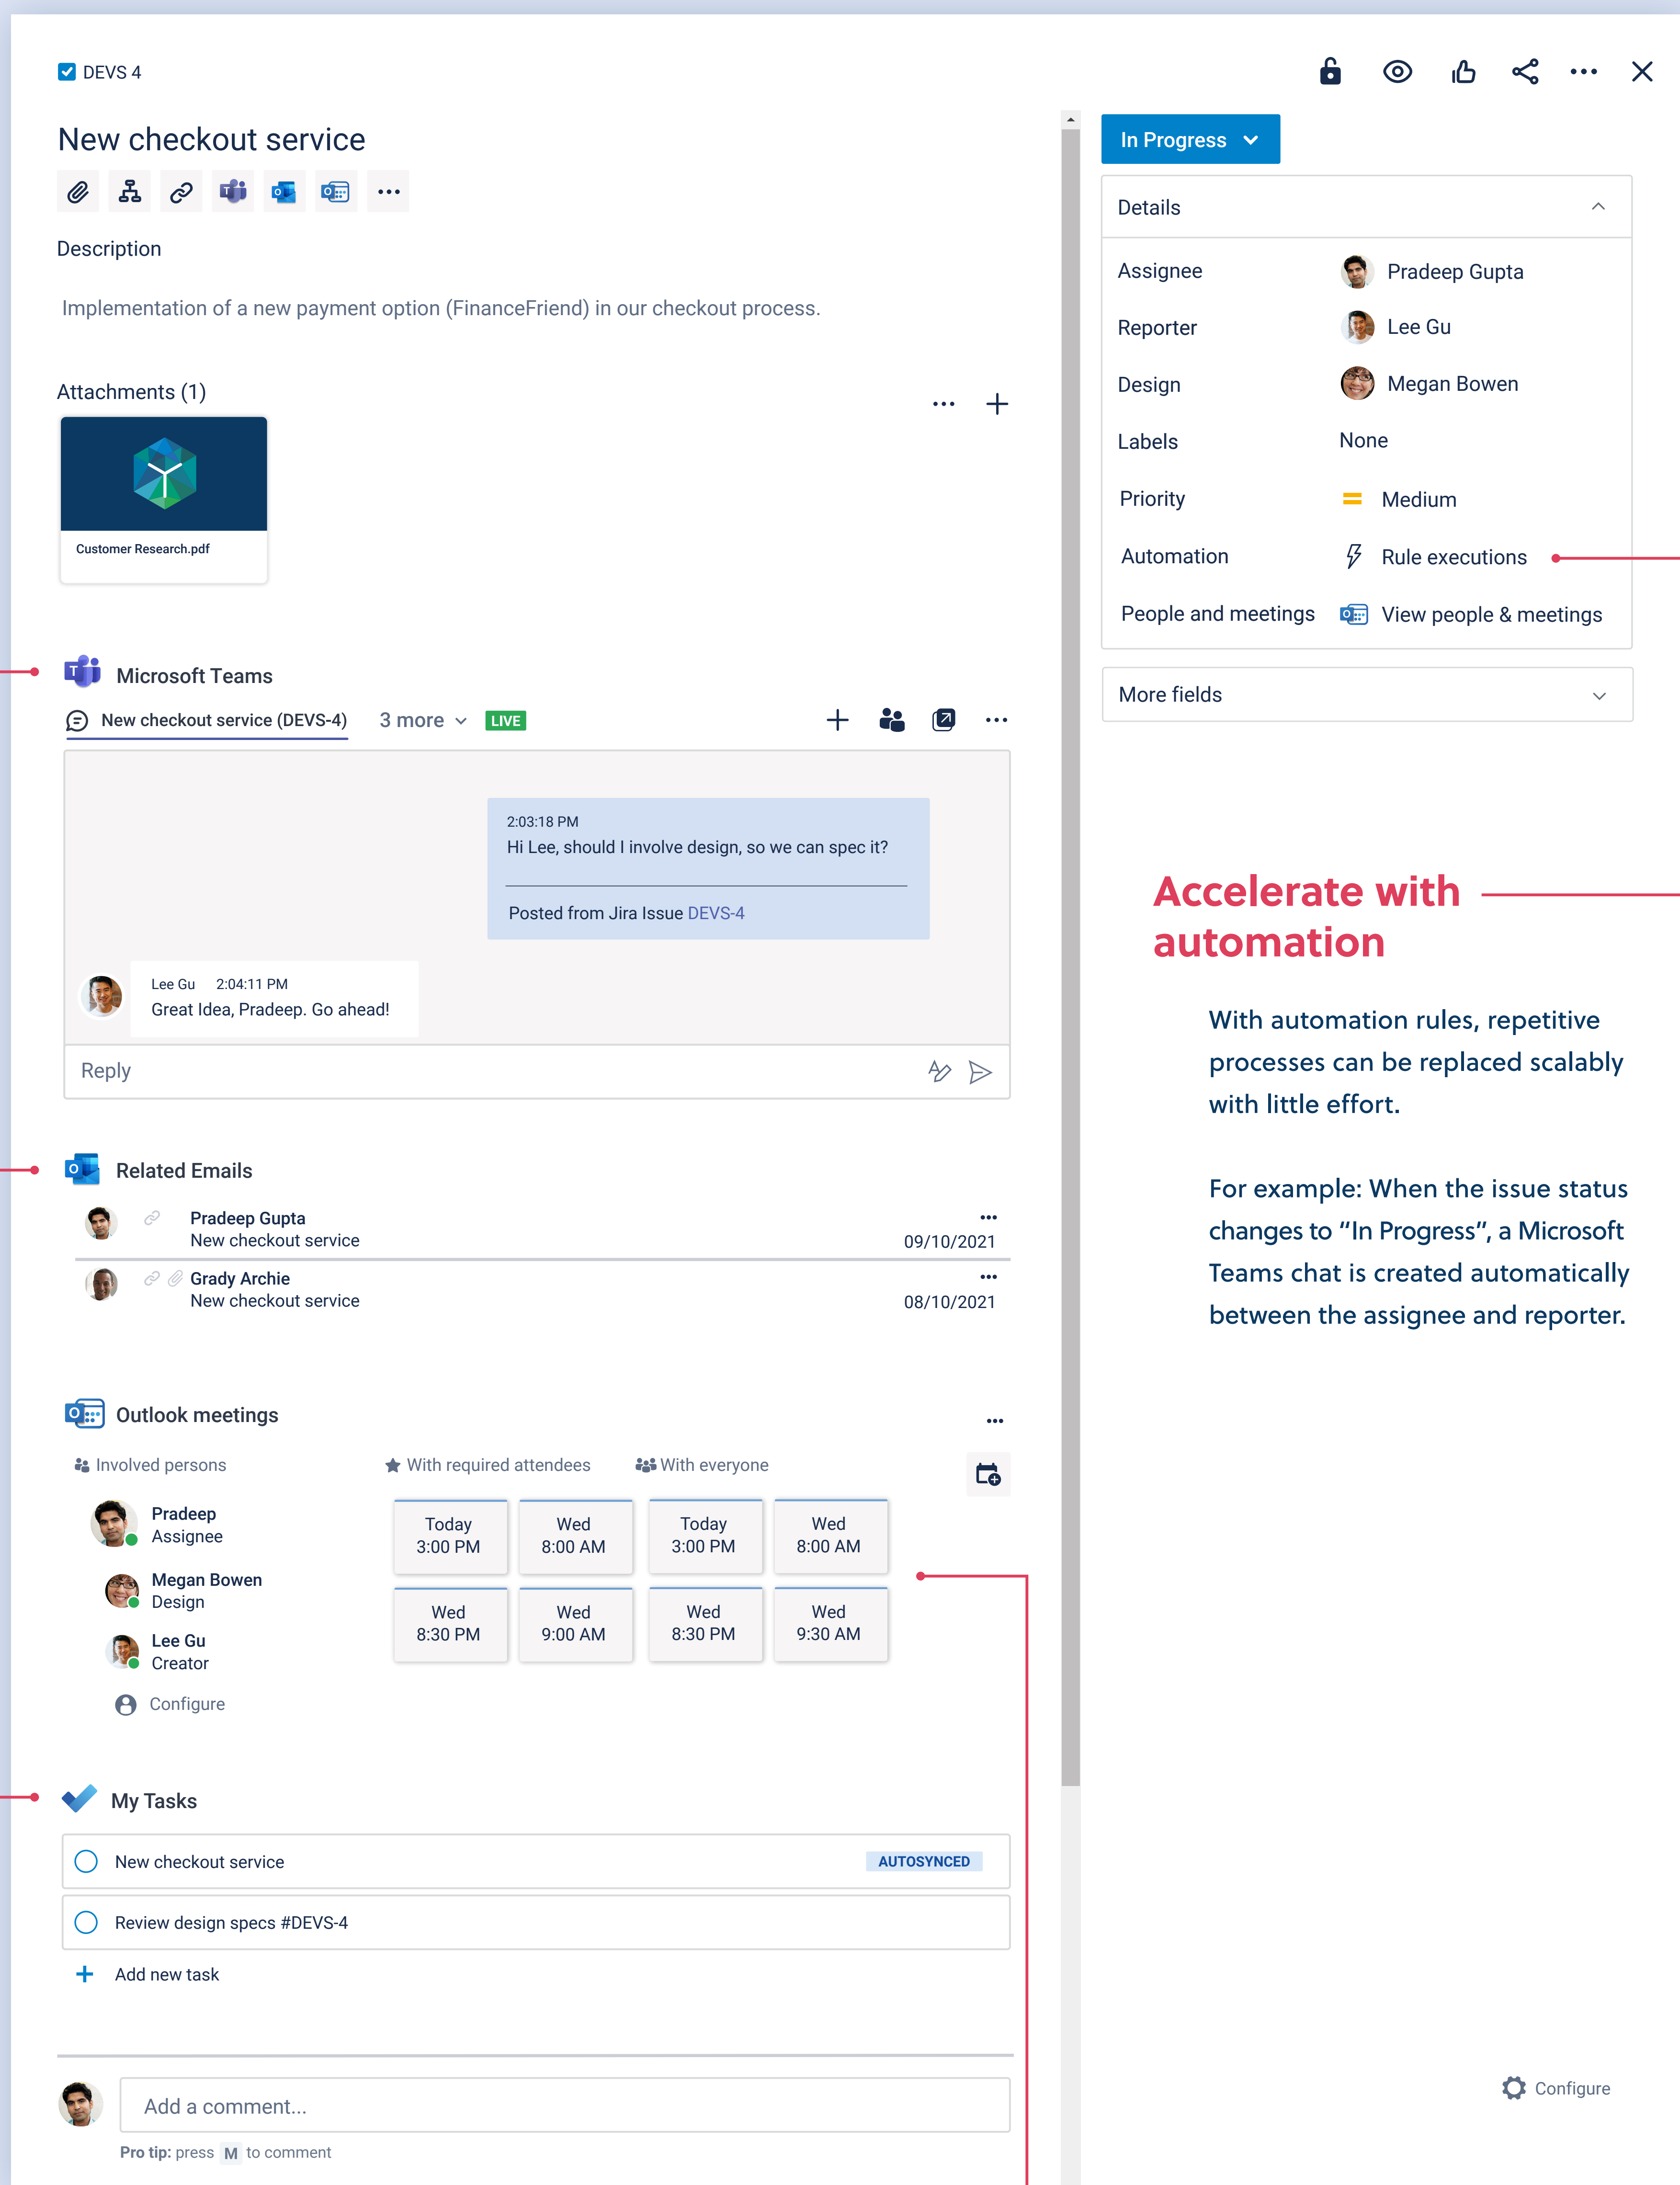 DEVS 4
New checkout service
Description
Implementation of a new payment option (FinanceFriend) in our checkout process.
Attachments (1)
Customer Research.pdf
Microsoft Teams
New checkout service (DEVS-4) 3 more LIVE
2:03:18 PM
Hi Lee, should I involve design, so we can spec it?
Posted from Jira Issue DEVS-4
Lee Gu 2:04:11 PM
Great Idea, Pradeep. Go ahead!
Reply
Related Emails
Pradeep Gupta
New checkout service
09/10/2021
Grady Archie
New checkout service
08/10/2021
Outlook meetings
Involved persons
Pradeep
Assignee
Megan Bowen
Design
Lee Gu
Creator
Configure
With required attendees
Today
3:00 PM
Wed
8:00 AM
Wed
8:30 PM
Wed
9:00 AM
With everyone
Today
3:00 PM
Wed
8:00 AM
Wed
8:30 PM
Wed
9:30 AM
My Tasks
New checkout service AUTOSYNCED
Review design specs #DEVS-4
Add new task
Add a comment...
Pro tip: press M to comment
In Progress
Details
Assignee Pradeep Gupta
Reporter Lee Gu
Design Megan Bowen
Labels None
Priority Medium
Automation Rule executions
People and meetings View people & meetings
More fields
Accelerate with
automation
With automation rules, repetitive
processes can be replaced scalably
with little effort.
For example: When the issue status
changes to “In Progress”, a Microsoft
Teams chat is created automatically
between the assignee and reporter.
Configure